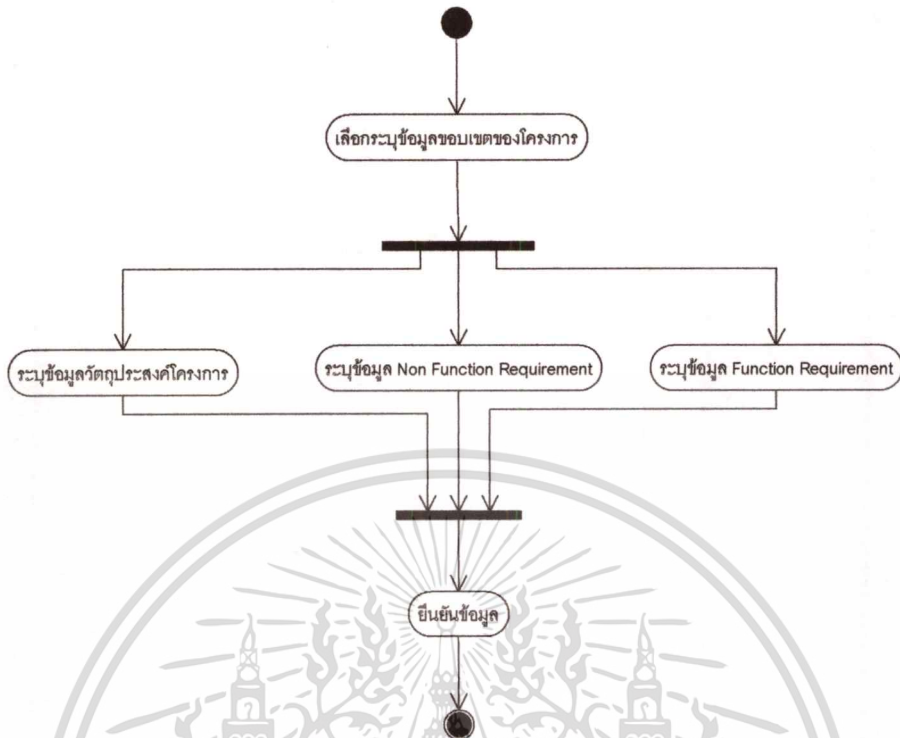 เลือกระบุข้อมูลขอบเขตของโครงการ
ระบุข้อมูลวัตถุประสงค์โครงการ
ระบุข้อมูล Non Function Requirement
ระบุข้อมูล Function Requirement
ยืนยันข้อมูล